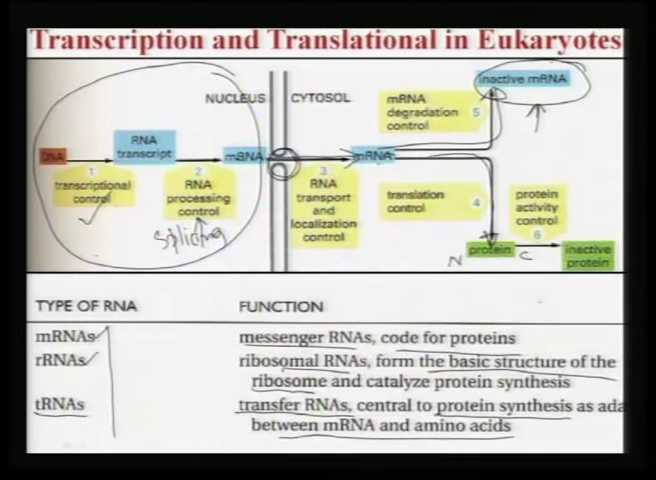 Transcription and Translational in Eukaryotes
inactive mRNA
NUCLEUS CYTOSOL
mRNA
degradation
control
5
DNA
RNA
transcript
mRNA
mRNA
1
transcriptional
control
2
RNA
processing
control
Splicing
3
RNA
transport
and
localization
control
translation
control
4
protein
activity
control
6
N
protein
C
inactive
protein
TYPE OF RNA FUNCTION
mRNAs messenger RNAs, code for proteins
rRNAs ribosomal RNAs, form the basic structure of the
ribosome and catalyze protein synthesis
tRNAs transfer RNAs, central to protein synthesis as ada
between mRNA and amino acids